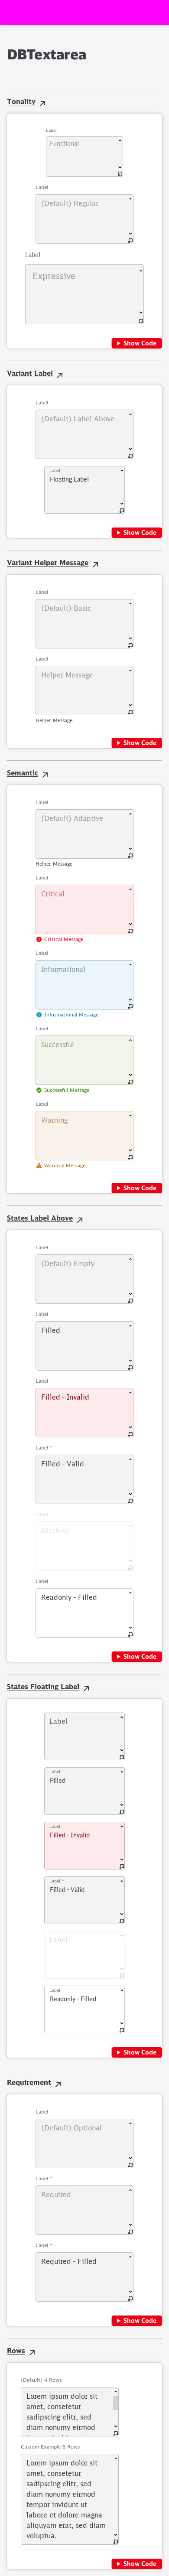 DBTextarea
Tonality
Label
Functional
Label
(Default) Regular
Label
Expressive
Show Code
Variant Label
Label
(Default) Label Above
Label
Floating Label
Show Code
Variant Helper Message
Label
(Default) Basic
Label
Helper Message
Helper Message
Show Code
Semantic
Label
(Default) Adaptive
Helper Message
Label
Critical
Critical Message
Label
Informational
Informational Message
Label
Successful
Successful Message
Label
Warning
Warning Message
Show Code
States Label Above
Label
(Default) Empty
Label
Filled
Label
Filled - Invalid
Label *
Filled - Valid
Label
Disabled
Label
Readonly - Filled
Show Code
States Floating Label
Label
Label
Filled
Label
Filled - Invalid
Label *
Filled - Valid
Label
Label
Readonly - Filled
Show Code
Requirement
Label
(Default) Optional
Label *
Required
Label *
Required - Filled
Show Code
Rows
(Default) 4 Rows
Lorem ipsum dolor sit
amet, consetetur
sadipscing elitr, sed
diam nonumy eirmod
Custom Example 8 Rows
Lorem ipsum dolor sit
amet, consetetur
sadipscing elitr, sed
diam nonumy eirmod
tempor invidunt ut
labore et dolore magna
aliquyam erat, sed diam
voluptua.
Show Code